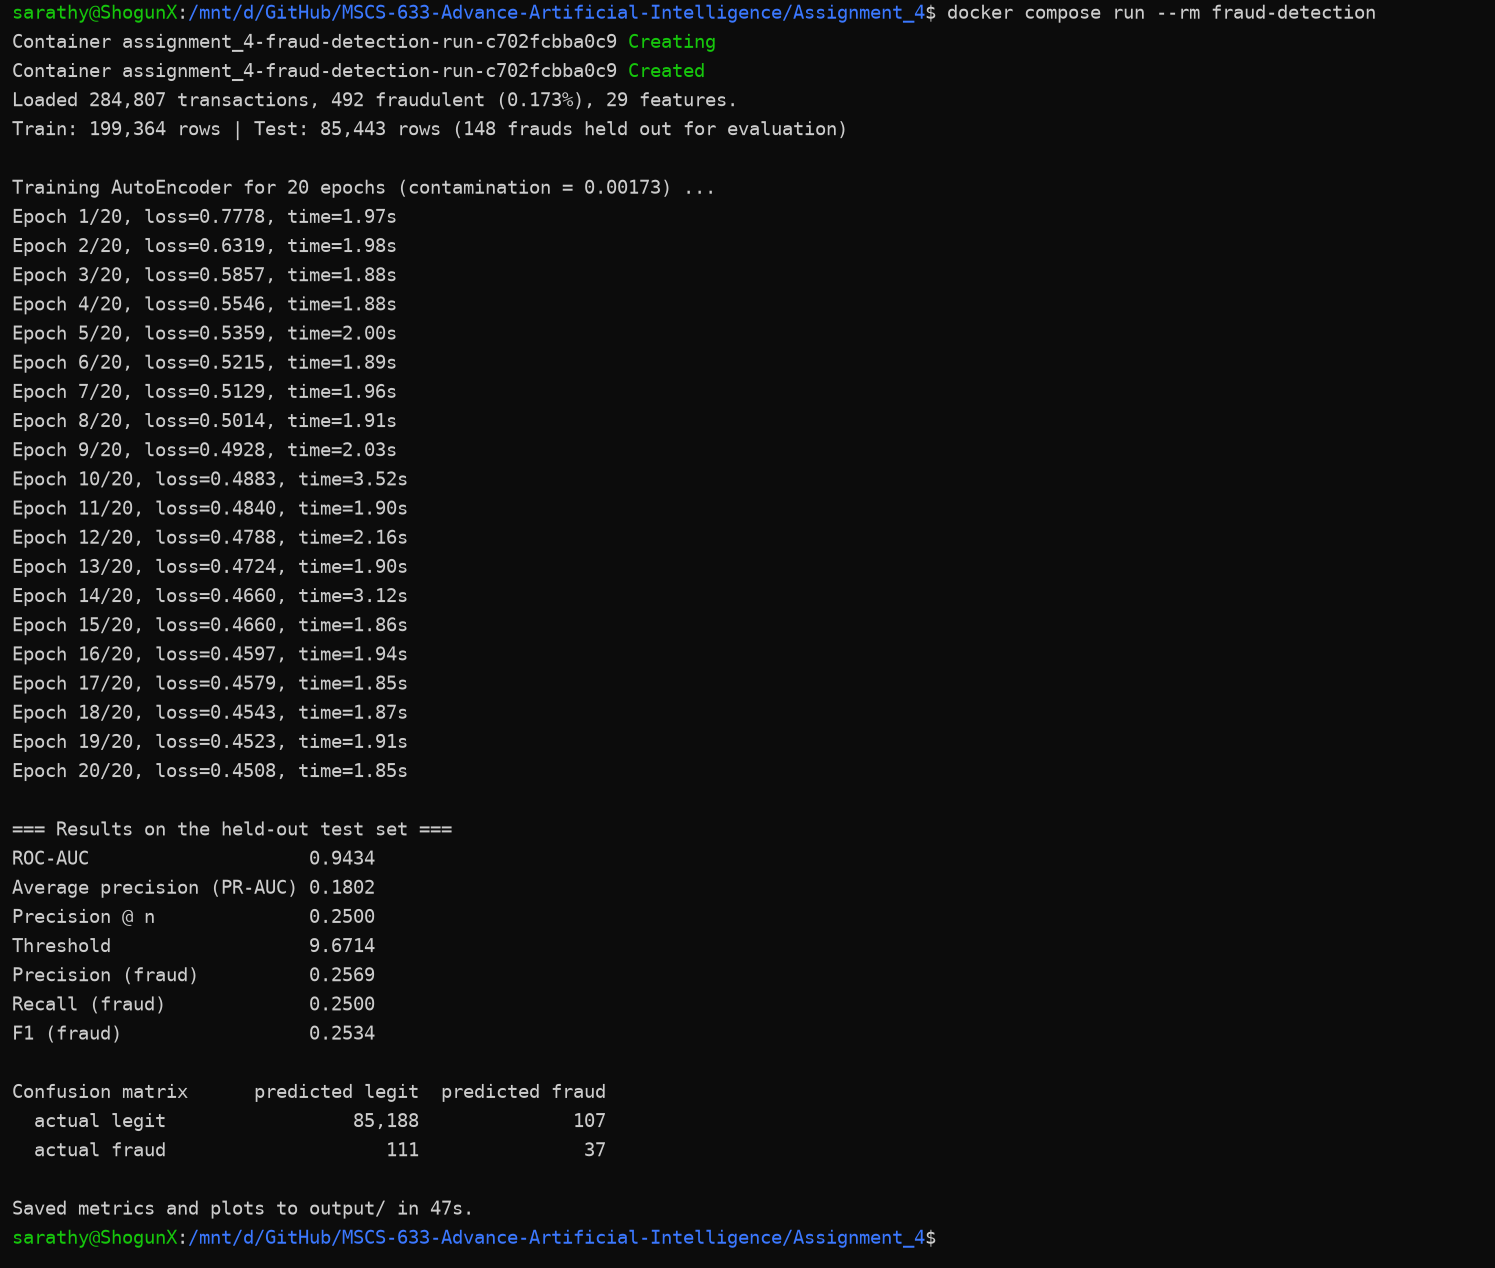 sarathy@ShogunX:/mnt/d/GitHub/MSCS-633-Advance-Artificial-Intelligence/Assignment_4$ docker compose run --rm fraud-detection
Container assignment_4-fraud-detection-run-c702fcbba0c9 Creating
Container assignment_4-fraud-detection-run-c702fcbba0c9 Created
Loaded 284,807 transactions, 492 fraudulent (0.173%), 29 features.
Train: 199,364 rows | Test: 85,443 rows (148 frauds held out for evaluation)
Training AutoEncoder for 20 epochs (contamination = 0.00173) ...
Epoch 1/20, loss=0.7778, time=1.97s
Epoch 2/20, loss=0.6319, time=1.98s
Epoch 3/20, loss=0.5857, time=1.88s
Epoch 4/20, loss=0.5546, time=1.88s
Epoch 5/20, loss=0.5359, time=2.00s
Epoch 6/20, loss=0.5215, time=1.89s
Epoch 7/20, loss=0.5129, time=1.96s
Epoch 8/20, loss=0.5014, time=1.91s
Epoch 9/20, loss=0.4928, time=2.03s
Epoch 10/20, loss=0.4883, time=3.52s
Epoch 11/20, loss=0.4840, time=1.90s
Epoch 12/20, loss=0.4788, time=2.16s
Epoch 13/20, loss=0.4724, time=1.90s
Epoch 14/20, loss=0.4660, time=3.12s
Epoch 15/20, loss=0.4660, time=1.86s
Epoch 16/20, loss=0.4597, time=1.94s
Epoch 17/20, loss=0.4579, time=1.85s
Epoch 18/20, loss=0.4543, time=1.87s
Epoch 19/20, loss=0.4523, time=1.91s
Epoch 20/20, loss=0.4508, time=1.85s
=== Results on the held-out test set ===
ROC-AUC                    0.9434
Average precision (PR-AUC) 0.1802
Precision @ n              0.2500
Threshold                  9.6714
Precision (fraud)          0.2569
Recall (fraud)             0.2500
F1 (fraud)                 0.2534
Confusion matrix      predicted legit  predicted fraud
  actual legit                 85,188              107
  actual fraud                    111               37
Saved metrics and plots to output/ in 47s.
sarathy@ShogunX:/mnt/d/GitHub/MSCS-633-Advance-Artificial-Intelligence/Assignment_4$